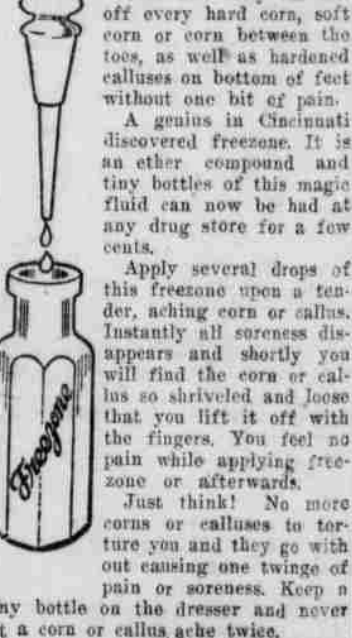 off every hard corn, soft
corn or corn between the
toes, as well as hardened
calluses on bottom of feet
without one bit of pain.
A genius in Cincinnati
discovered freezone. It is
an ether compound and
tiny bottles of this magic
fluid can now be had at
any drug store for a few
cents.
Apply several drops of
this freezone upon a ten-
der, aching corn or callus.
Instantly all soreness dis-
appears and shortly you
will find the corn or cal-
lus so shriveled and loose
that you lift it off with
the fingers. You feel no
pain while applying free-
zone or afterwards.
Just think! No more
corns or calluses to tor-
ture you and they go with
out causing one twinge of
pain or soreness. Keep a
ny bottle on the dresser and never
t a corn or callus ache twice.
Freezone